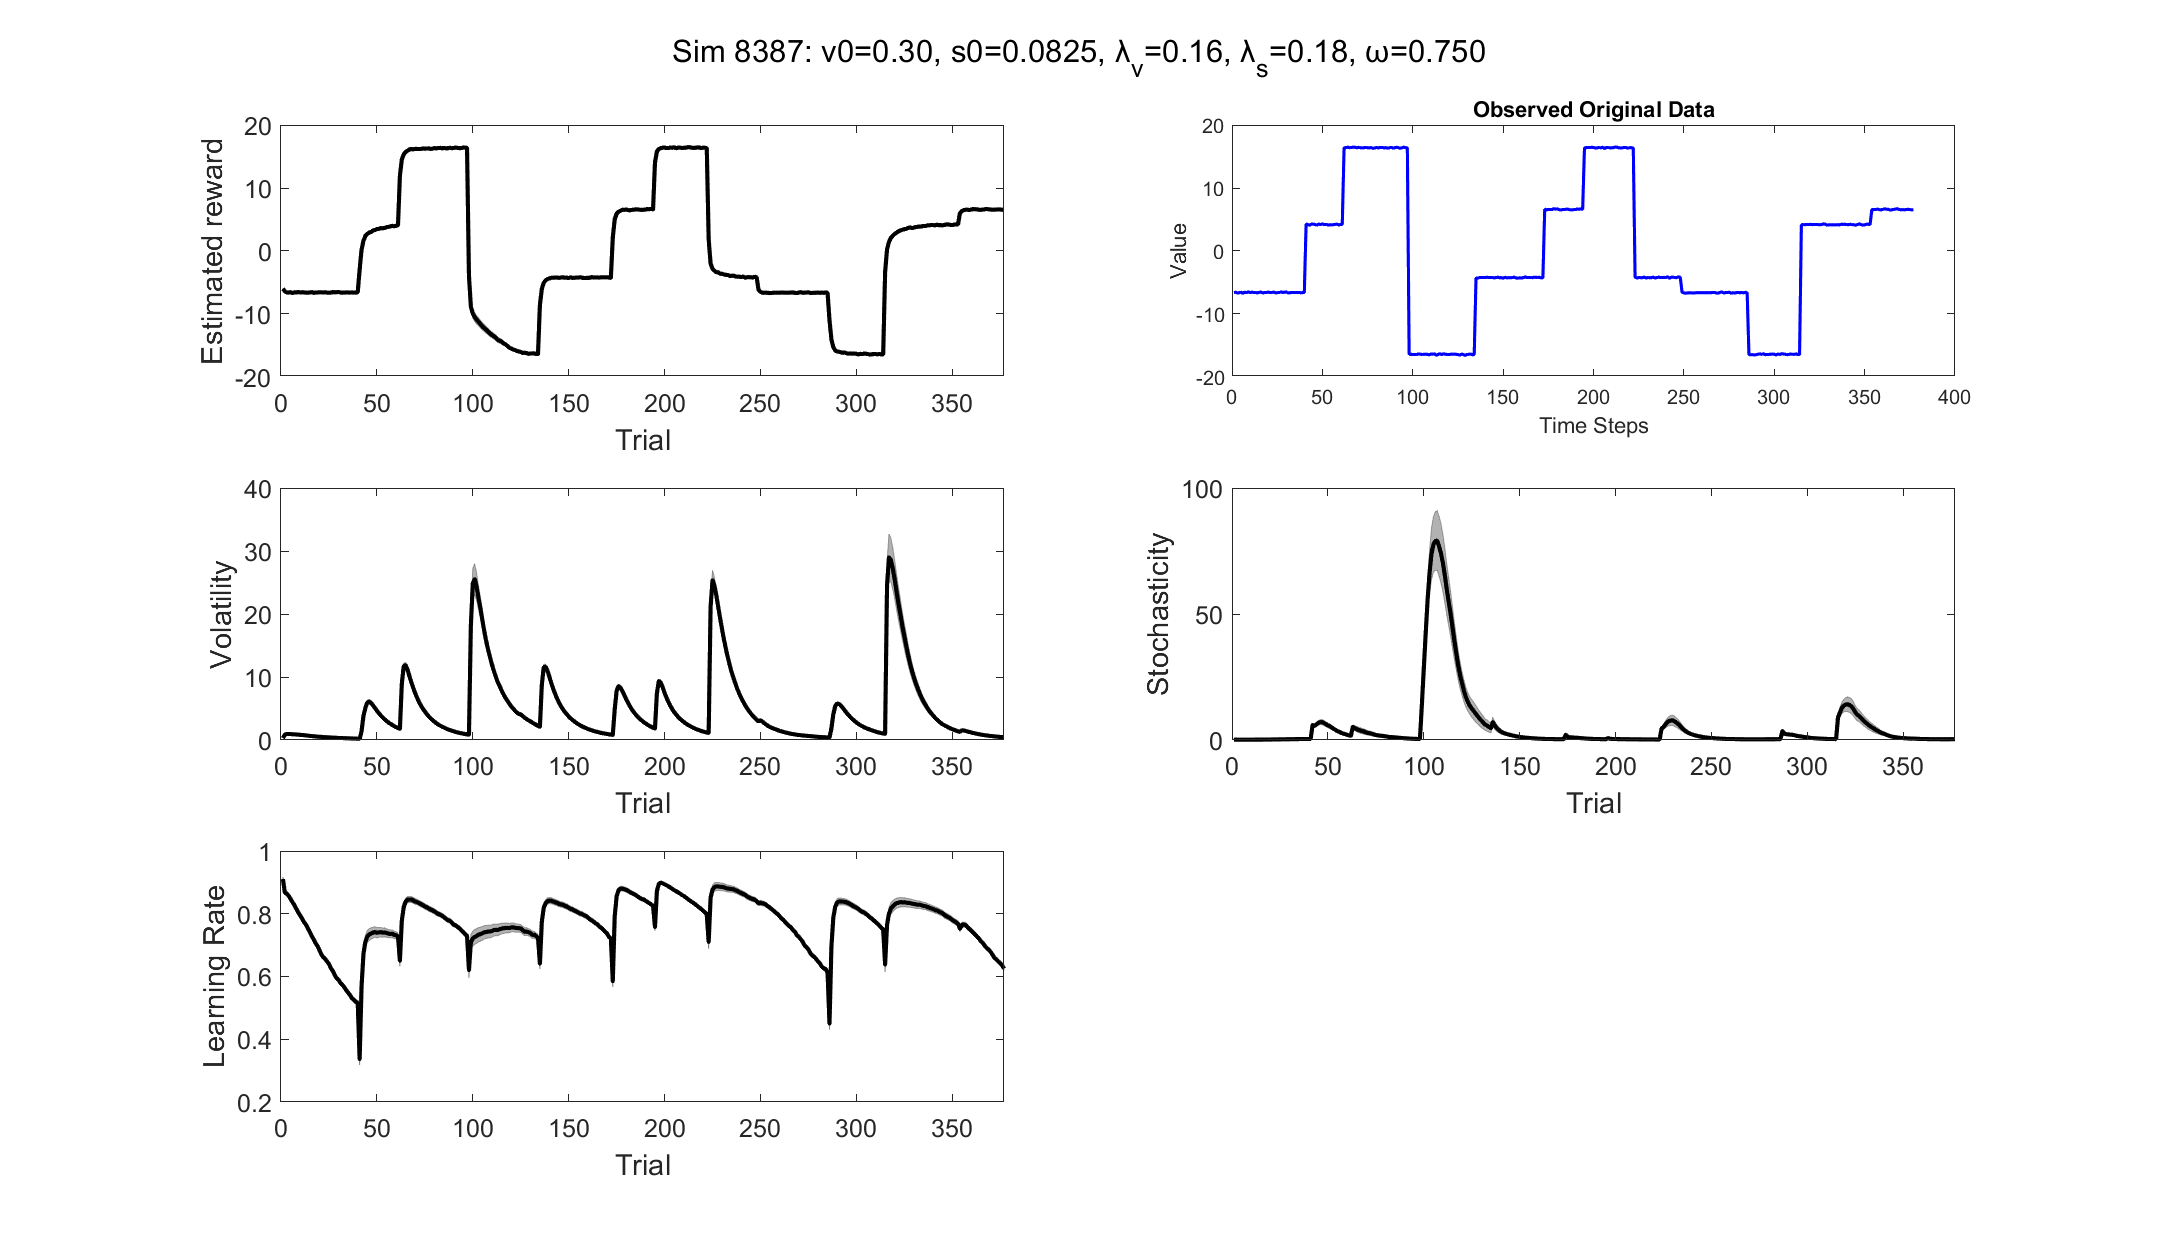 Sim 8387: v0=0.30, s0=0.0825, λv=0.16, λs=0.18, ω=0.750
20
10
0
-10
-20
Estimated reward
0 50 100 150 200 250 300 350
Trial
Observed Original Data
20
10
0
-10
-20
Value
0 50 100 150 200 250 300 350 400
Time Steps
40
30
20
10
0
Volatility
0 50 100 150 200 250 300 350
Trial
100
50
0
Stochasticity
0 50 100 150 200 250 300 350
Trial
1
0.8
0.6
0.4
0.2
Learning Rate
0 50 100 150 200 250 300 350
Trial